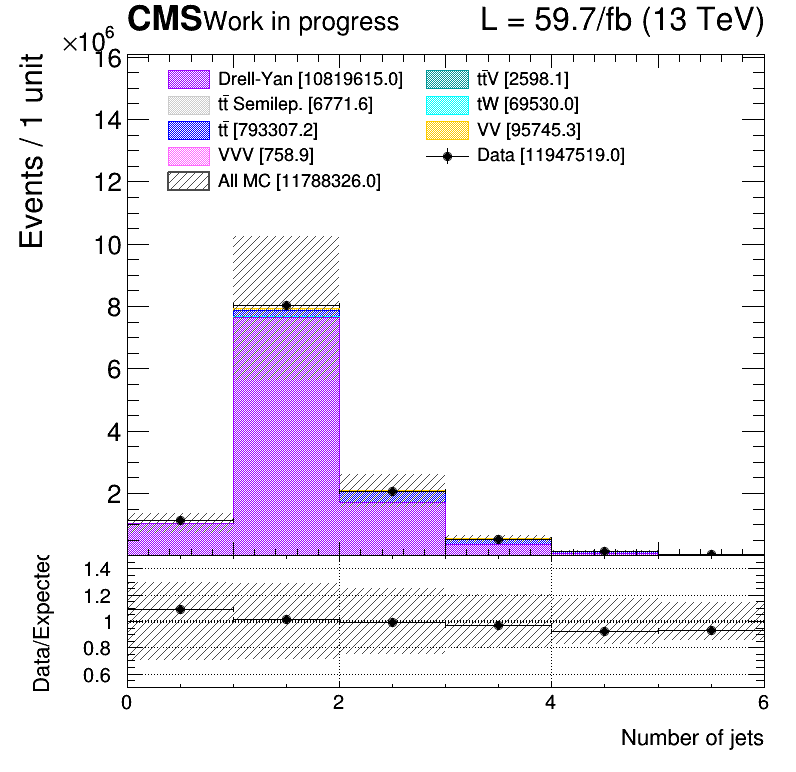 CMS Work in progress L = 59.7/fb (13 TeV)
×10⁶
Events / 1 unit
16
14
12
10
8
6
4
2
Drell-Yan [10819615.0]
tt̄ Semilep. [6771.6]
tt̄ [793307.2]
VVV [758.9]
All MC [11788326.0]
tt̄V [2598.1]
tW [69530.0]
VV [95745.3]
Data [11947519.0]
Data/Expected
1.4
1.2
1
0.8
0.6
0 2 4 6
Number of jets